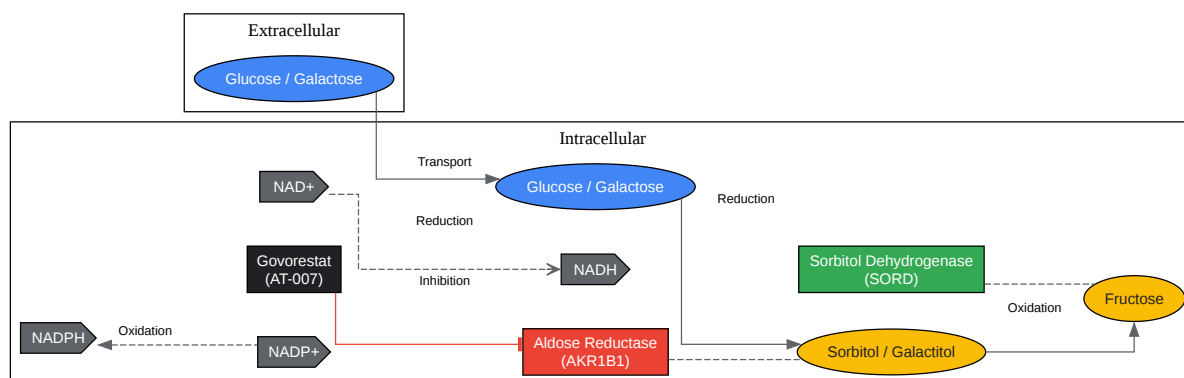 Extracellular
Glucose / Galactose
Intracellular
Transport
NAD+
Glucose / Galactose
Reduction
Reduction
Govorestat
(AT-007)
Inhibition
NADH
Sorbitol Dehydrogenase
(SORD)
Fructose
Oxidation
NADPH
Oxidation
NADP+
Aldose Reductase
(AKR1B1)
Sorbitol / Galactitol